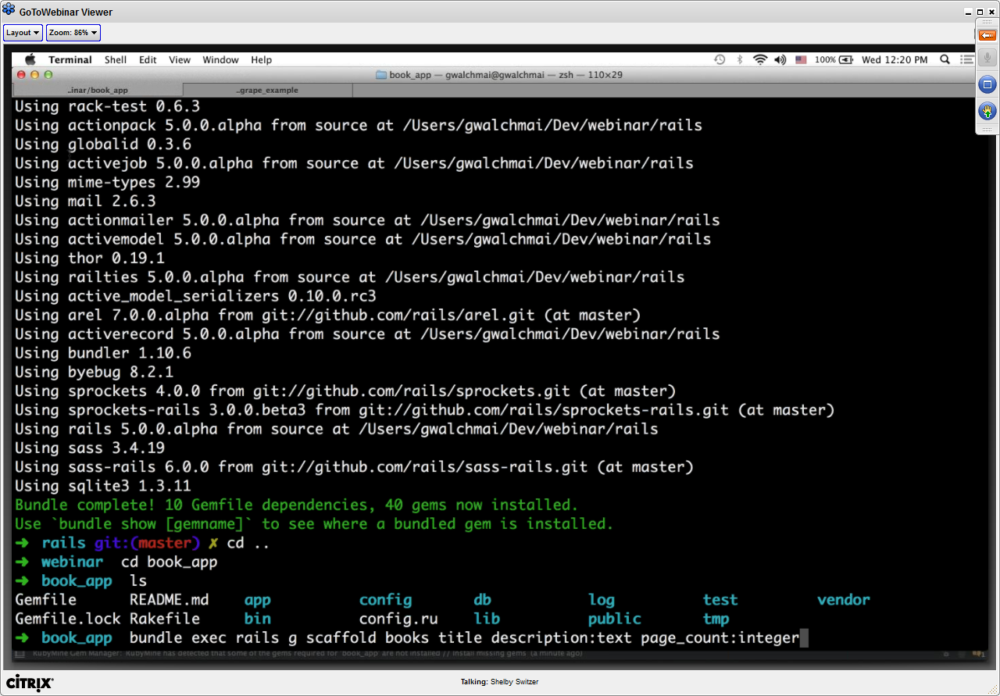 GoToWebinar Viewer
Layout Zoom: 86%
Terminal Shell Edit View Window Help 100% Wed 12:20 PM
book_app — gwalchmai@gwalchmai — zsh — 110×29
..inar/book_app ..grape_example
Using rack-test 0.6.3
Using actionpack 5.0.0.alpha from source at /Users/gwalchmai/Dev/webinar/rails
Using globalid 0.3.6
Using activejob 5.0.0.alpha from source at /Users/gwalchmai/Dev/webinar/rails
Using mime-types 2.99
Using mail 2.6.3
Using actionmailer 5.0.0.alpha from source at /Users/gwalchmai/Dev/webinar/rails
Using activemodel 5.0.0.alpha from source at /Users/gwalchmai/Dev/webinar/rails
Using thor 0.19.1
Using railties 5.0.0.alpha from source at /Users/gwalchmai/Dev/webinar/rails
Using active_model_serializers 0.10.0.rc3
Using arel 7.0.0.alpha from git://github.com/rails/arel.git (at master)
Using activerecord 5.0.0.alpha from source at /Users/gwalchmai/Dev/webinar/rails
Using bundler 1.10.6
Using byebug 8.2.1
Using sprockets 4.0.0 from git://github.com/rails/sprockets.git (at master)
Using sprockets-rails 3.0.0.beta3 from git://github.com/rails/sprockets-rails.git (at master)
Using rails 5.0.0.alpha from source at /Users/gwalchmai/Dev/webinar/rails
Using sass 3.4.19
Using sass-rails 6.0.0 from git://github.com/rails/sass-rails.git (at master)
Using sqlite3 1.3.11
Bundle complete! 10 Gemfile dependencies, 40 gems now installed.
Use `bundle show [gemname]` to see where a bundled gem is installed.
➜ rails git:(master) ✗ cd ..
➜ webinar cd book_app
➜ book_app ls
Gemfile README.md app config db log test vendor
Gemfile.lock Rakefile bin config.ru lib public tmp
➜ book_app bundle exec rails g scaffold books title description:text page_count:integer
RubyMine Gem Manager: RubyMine has detected that some of the gems required for 'book_app' are not installed // Install missing gems (a minute ago)
CITRIX
Talking: Shelby Switzer